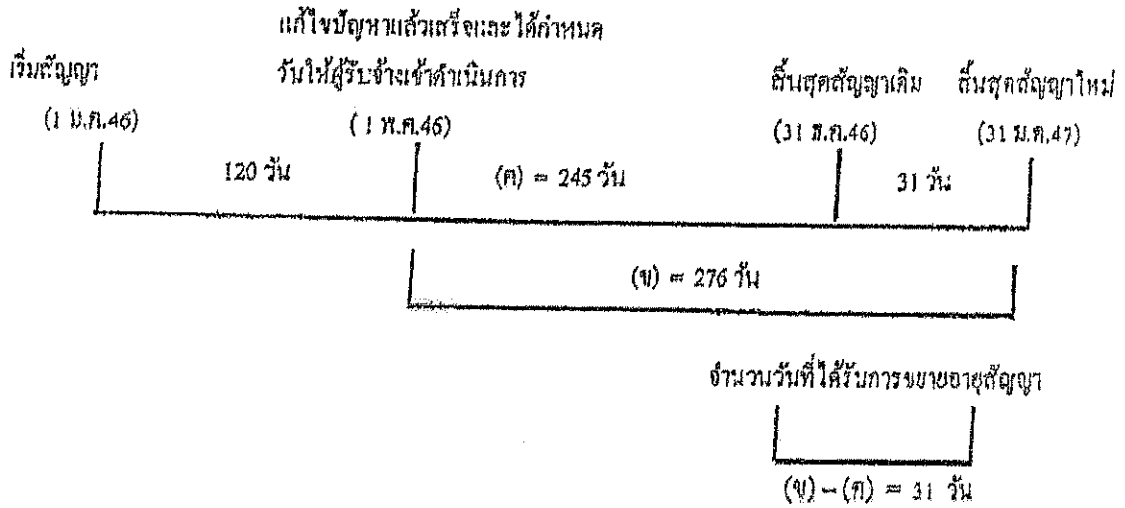 แก้ไขปัญหาแล้วเสร็จและได้กำหนด
เริ่มสัญญา วันให้ผู้รับจ้างเข้าดำเนินการ สิ้นสุดสัญญาเดิม สิ้นสุดสัญญาใหม่
(1 ม.ค.46) (1 พ.ค.46) (31 ธ.ค.46) (31 ม.ค.47)
120 วัน (ค) = 245 วัน 31 วัน
(ข) = 276 วัน
จำนวนวันที่ได้รับการขยายอายุสัญญา
(ข) – (ค) = 31 วัน